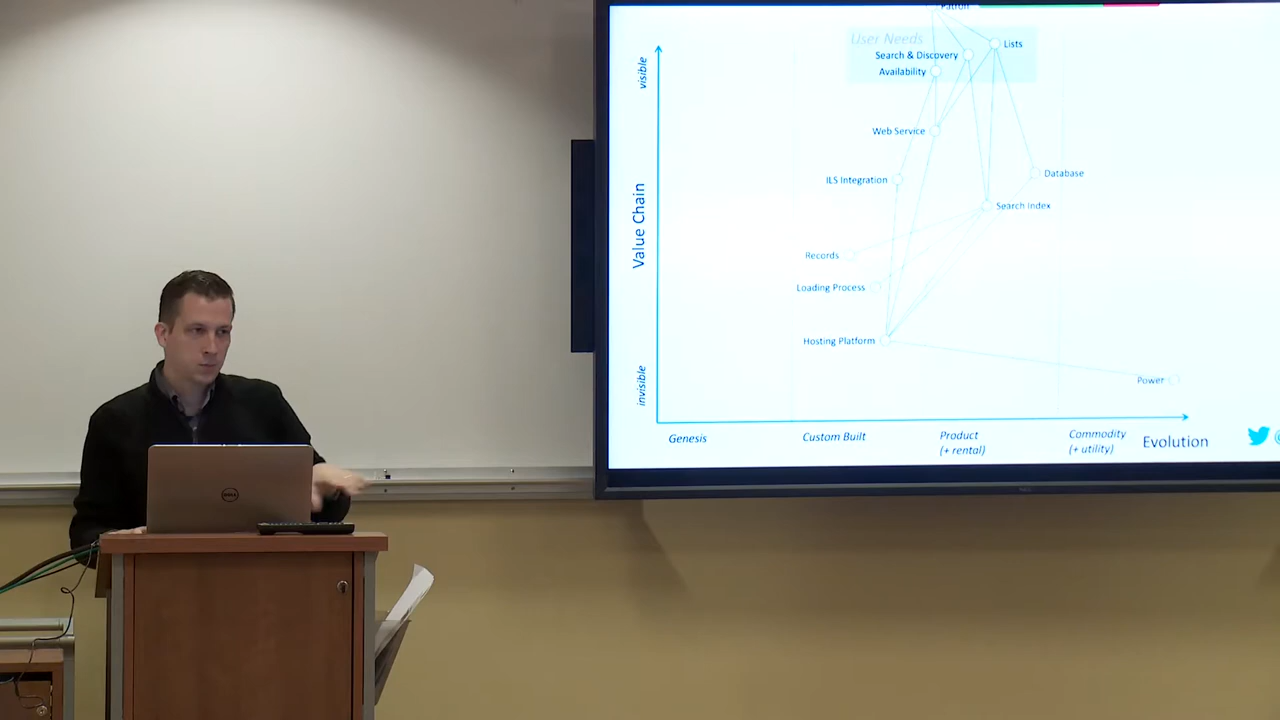 Patron
User Needs
Lists
Search & Discovery
Availability
visible
Web Service
ILS Integration
Database
Value Chain
Search Index
Records
Loading Process
Hosting Platform
invisible
Power
Genesis
Custom Built
Product
(+ rental)
Commodity
(+ utility)
Evolution
DELL